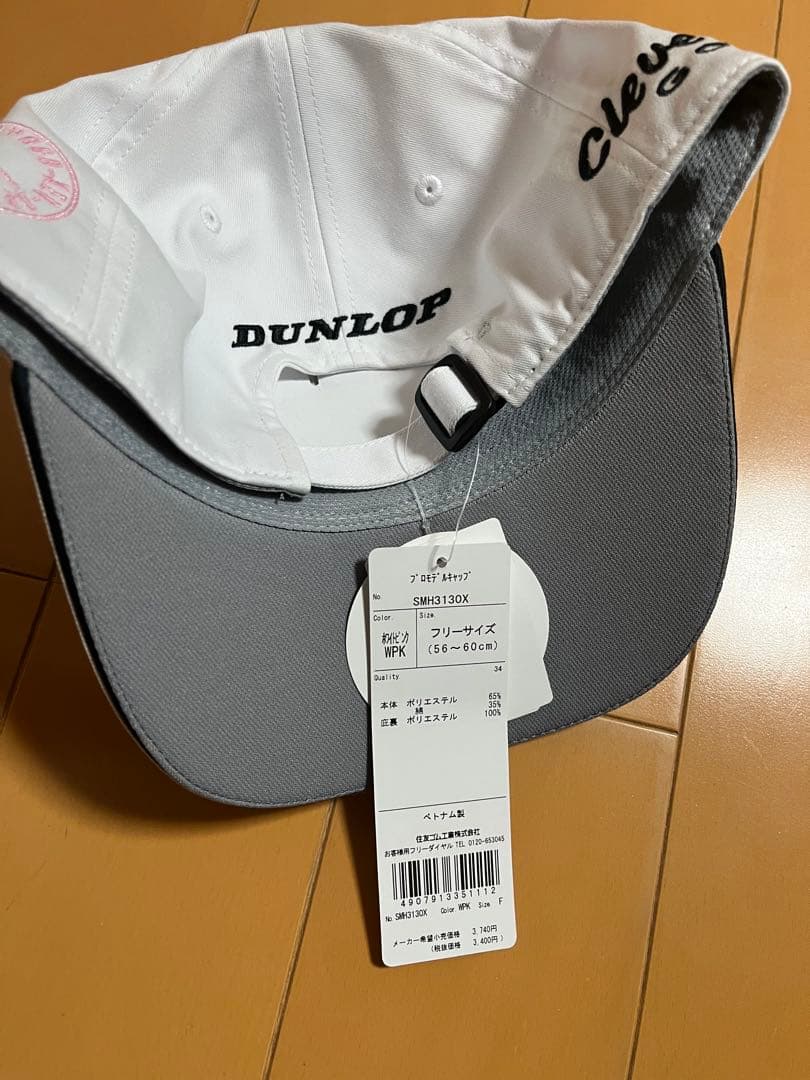 Cleve
GO
DUNLOP
ﾌﾟﾛﾓﾃﾞﾙｷｬｯﾌﾟ
No. SMH3130X
Color. Size.
ﾎﾜｲﾄﾋﾟﾝｸ フリーサイズ
WPK (56～60cm)
Quality 34
本体 ポリエステル 65%
綿 35%
庇裏 ポリエステル 100%
ベトナム製
住友ゴム工業株式会社
お客様用フリーダイヤル TEL 0120-653045
4907913351112
No. SMH3130X Color WPK Size F
メーカー希望小売価格 3,740円
(税抜価格 3,400円)